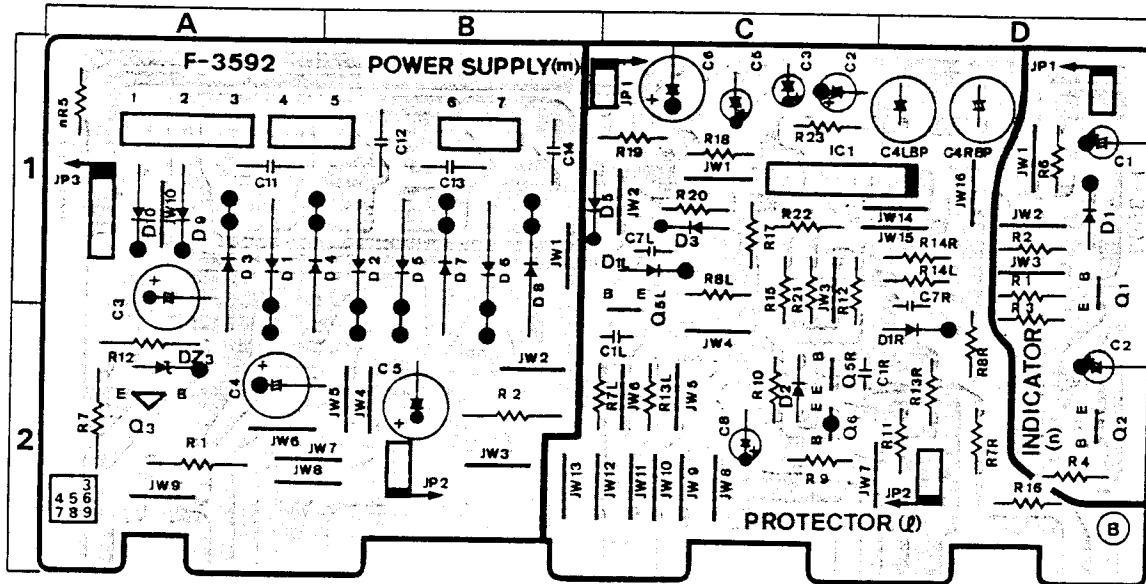 A B C D
1
2
F-3592
POWER SUPPLY(m)
nR5
1 2 3 4 5 6 7
C12
C14
C11
C13
JP3
D10
JW10
D9
D3
D1
D4
D2
D5
D7
D6
D8
JW1
C3
R12
DZ3
E B
Q3
R7
C4
JW5
JW4
C5
JW2
R2
R1
JW6
JW7
JW8
JW9
JP2
JW3
3
4 5 6
7 8 9
JP1
C6
C5
C3
C2
R19
R18
JW1
R23
IC1
C4LBP
C4RBP
D5
JW2
R20
D3
C7L
D1L
R17
R22
JW14
JW15
JW16
R14R
R14L
C7R
B E
Q5L
R8L
R15
R21
JW3
R12
D1R
C1L
JW4
R7L
JW6
R13L
JW5
R10
D2
B
E
Q5R
C1R
R13R
R8R
C8
E
B
Q6
R11
R7R
JW13
JW12
JW11
JW10
JW9
JW8
R9
JW7
JP2
R16
PROTECTOR (ℓ)
JP1
JW1
R6
C1
D1
JW2
R2
JW3
R1
R3
B
E
Q1
C2
INDICATOR
(n)
E
B
Q2
R4
B